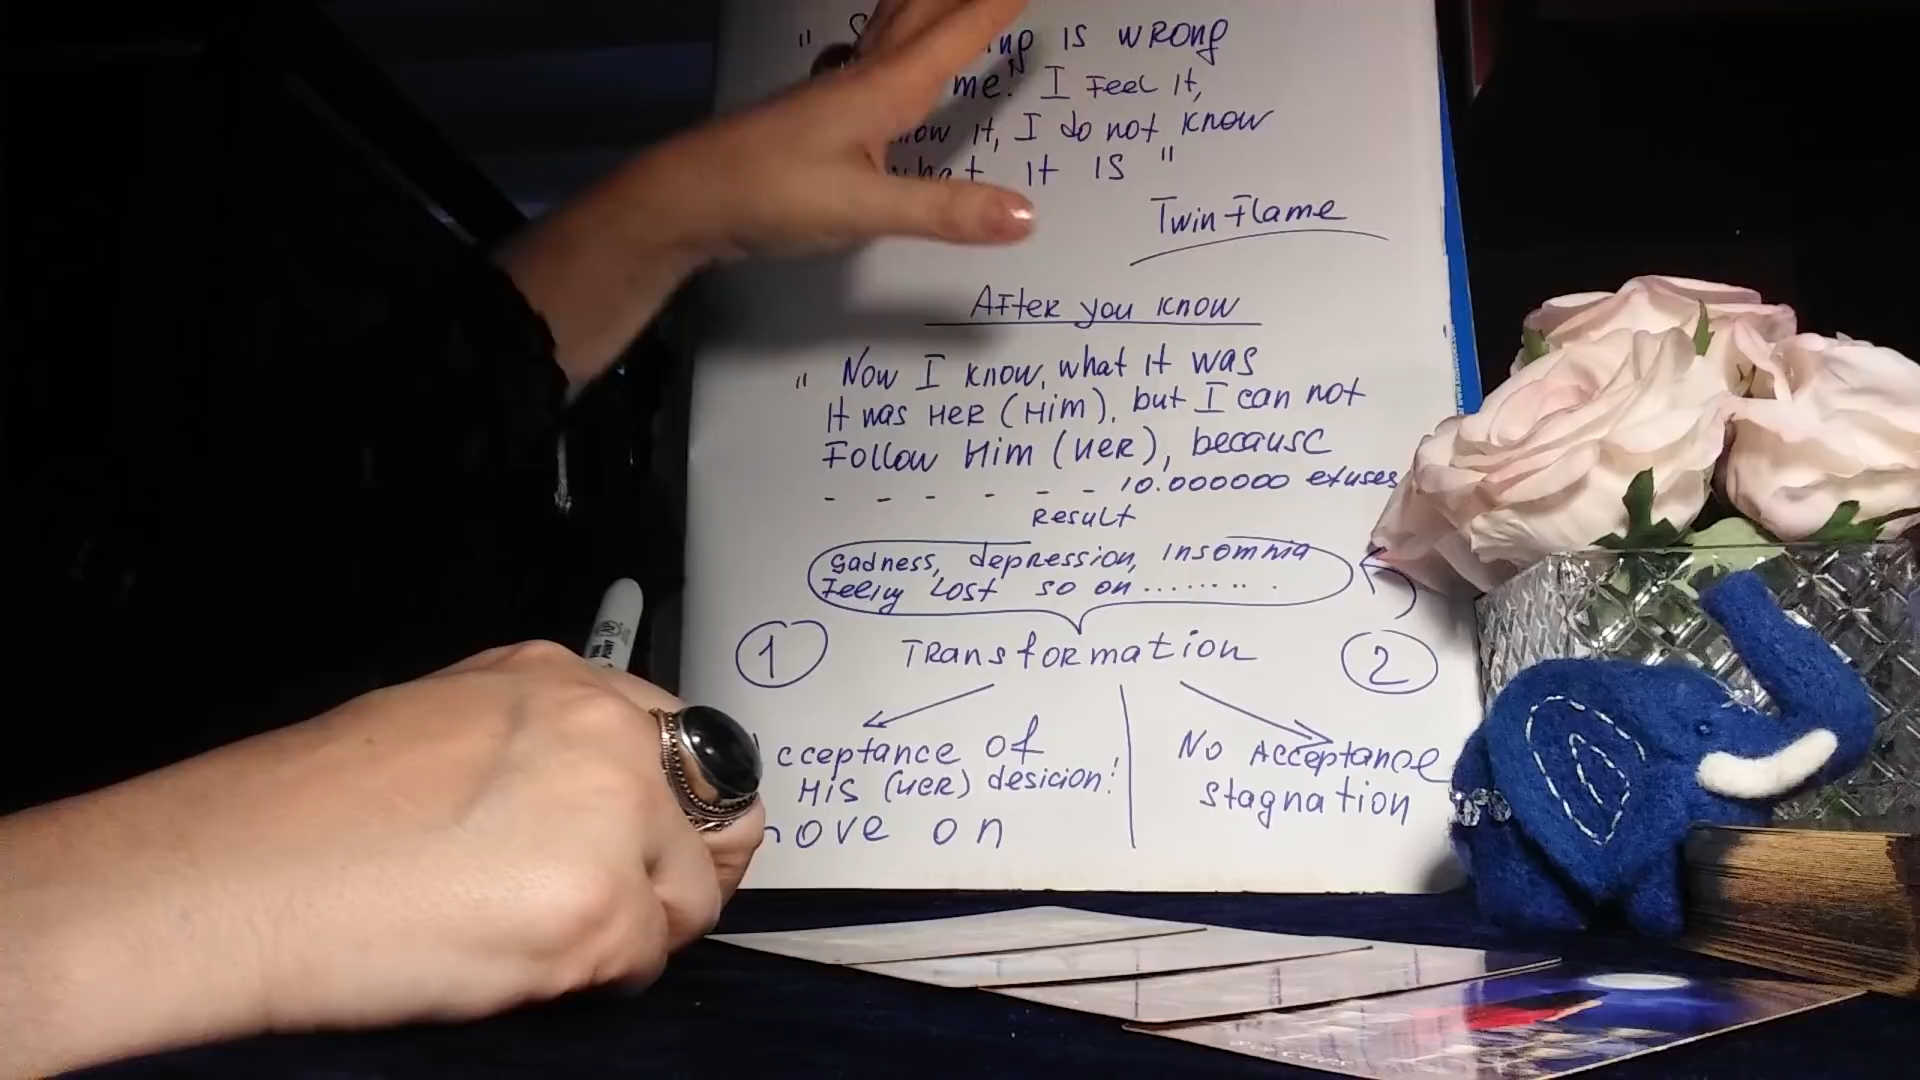 " is wrong
me." I feel it,
it, I do not know
what it is "
Twin Flame
After you know
" Now I know, what it was
It was HER (Him), but I can not
Follow Him (HER), because
- - - - - - 10.000000 exuses
Result
sadness, depression, insomnia
Feeling Lost so on .........
1 Transformation 2
cceptance of
His (HER) desicion!
ove on
No Acceptance
stagnation